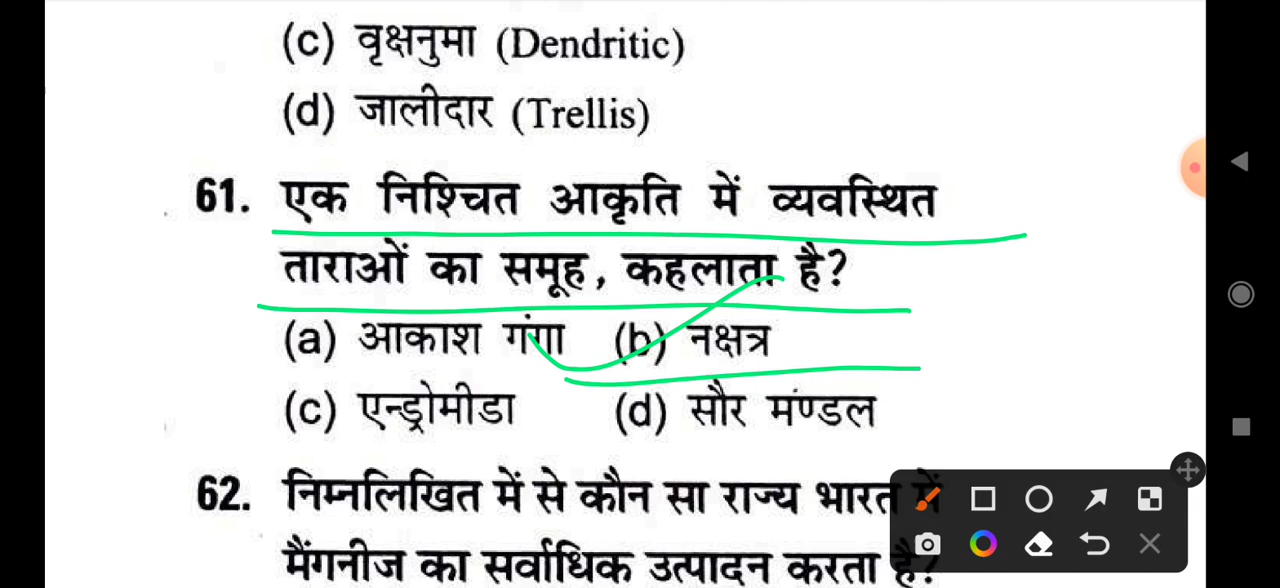 (c) वृक्षनुमा (Dendritic)
(d) जालीदार (Trellis)
61. एक निश्चित आकृति में व्यवस्थित
ताराओं का समूह, कहलाता है?
(a) आकाश गंगा (b) नक्षत्र
(c) एन्ड्रोमीडा (d) सौर मंण्डल
62. निम्नलिखित में से कौन सा राज्य भारत में
मैंगनीज का सर्वाधिक उत्पादन करता है?